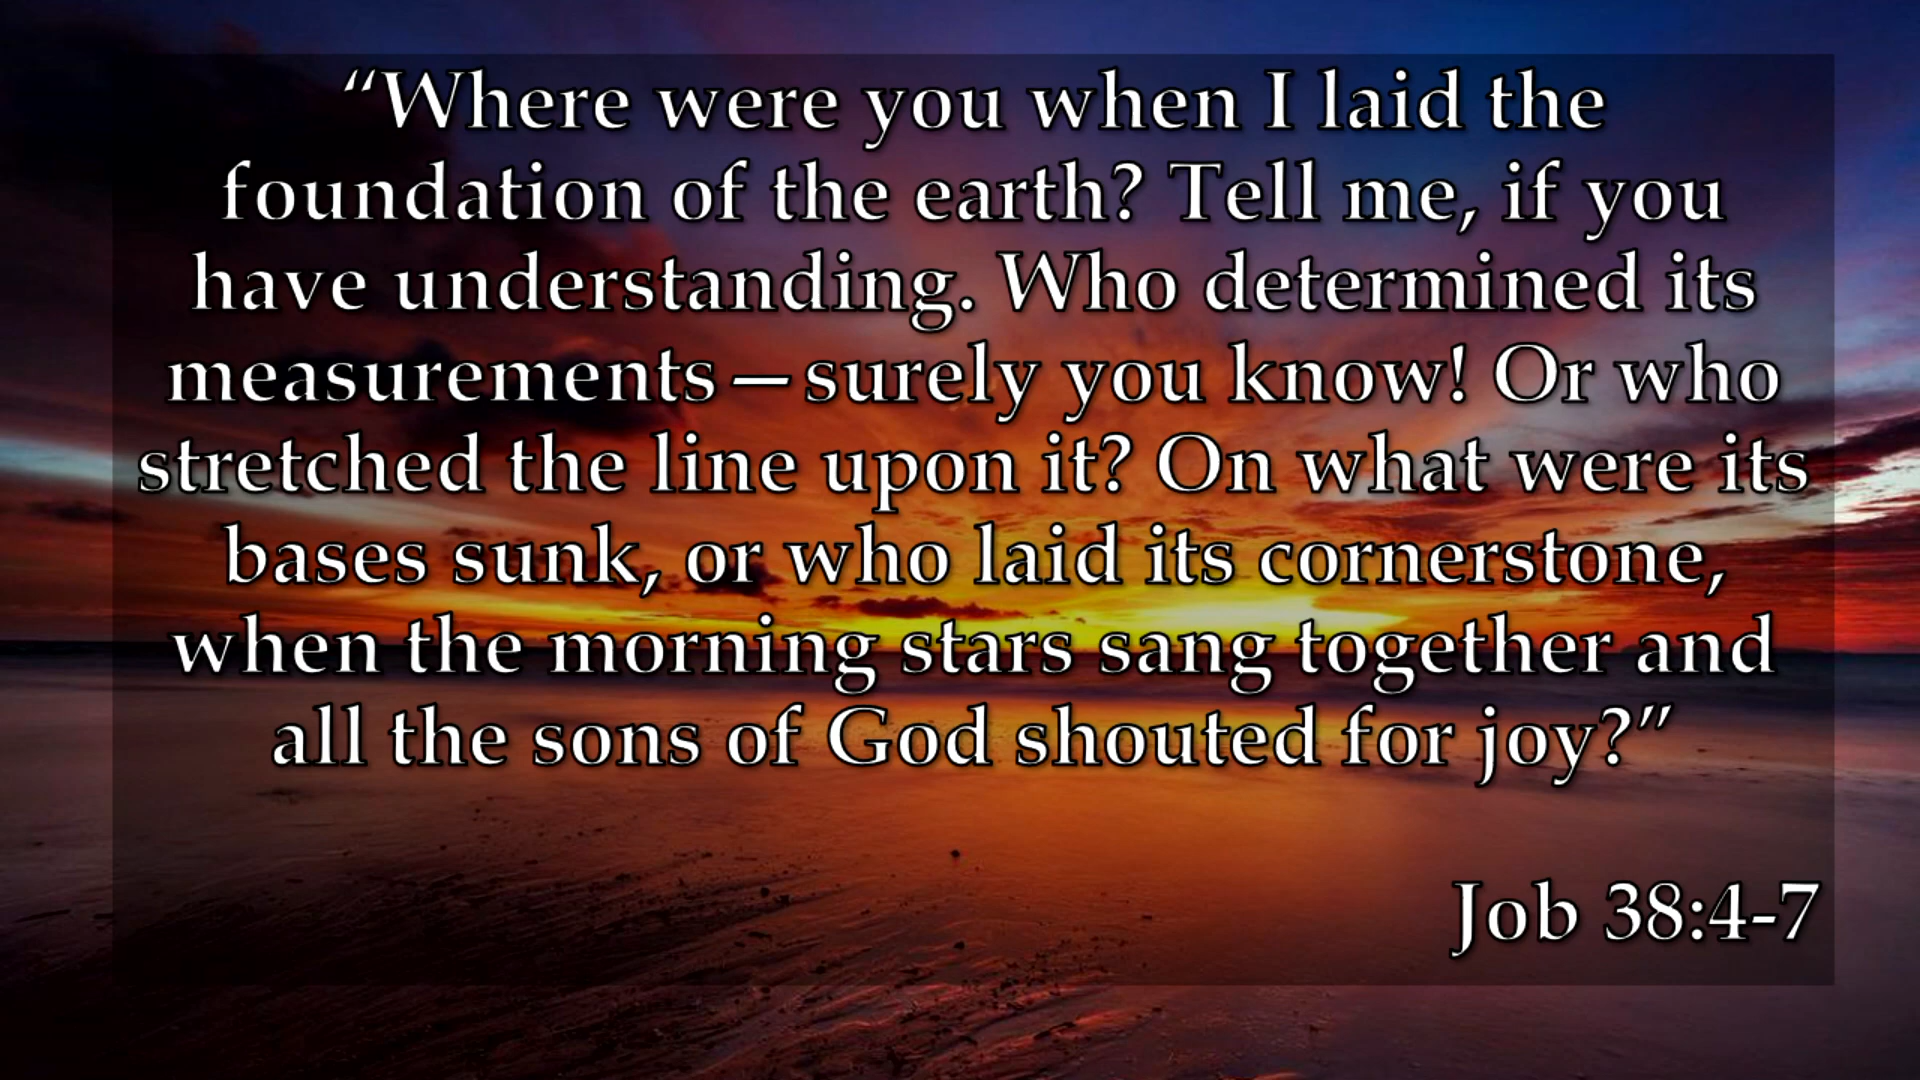 “Where were you when I laid the
foundation of the earth? Tell me, if you
have understanding. Who determined its
measurements—surely you know! Or who
stretched the line upon it? On what were its
bases sunk, or who laid its cornerstone,
when the morning stars sang together and
all the sons of God shouted for joy?”
Job 38:4-7